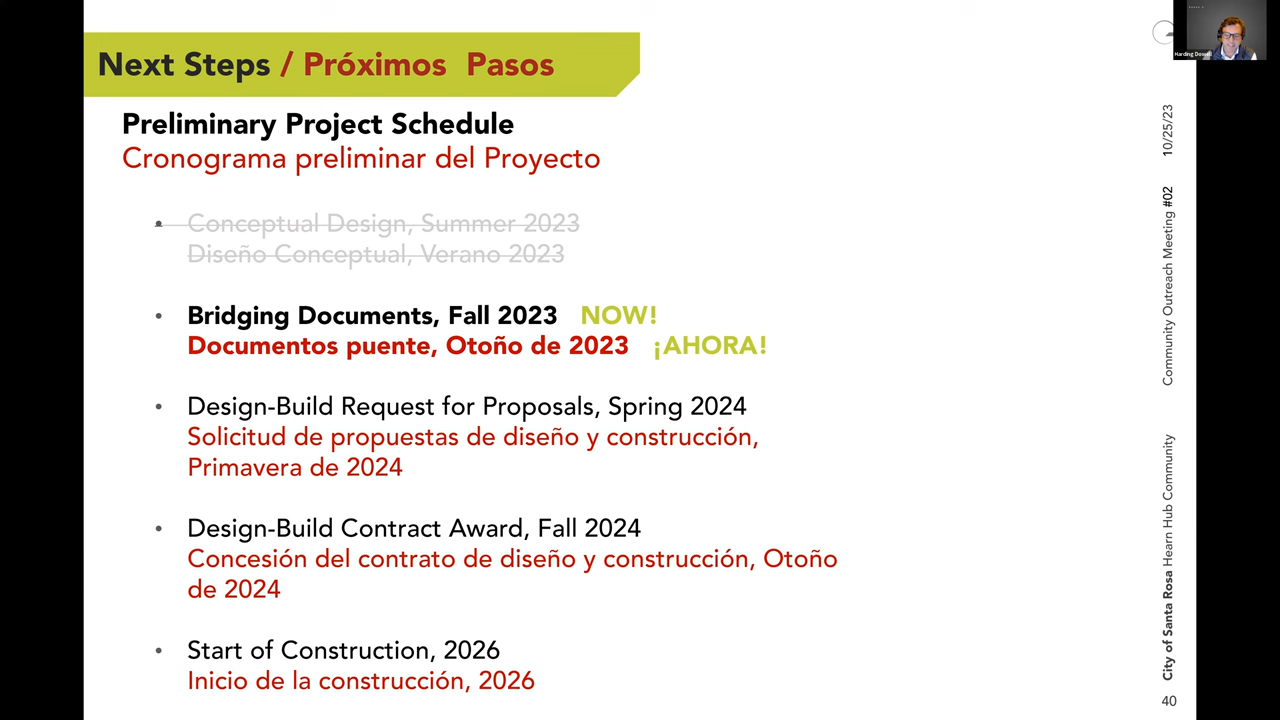 Next Steps / Próximos Pasos
Preliminary Project Schedule
Cronograma preliminar del Proyecto
• Conceptual Design, Summer 2023
Diseño Conceptual, Verano 2023
• Bridging Documents, Fall 2023 NOW!
Documentos puente, Otoño de 2023 ¡AHORA!
• Design-Build Request for Proposals, Spring 2024
Solicitud de propuestas de diseño y construcción,
Primavera de 2024
• Design-Build Contract Award, Fall 2024
Concesión del contrato de diseño y construcción, Otoño
de 2024
• Start of Construction, 2026
Inicio de la construcción, 2026
City of Santa Rosa Hearn Hub Community Community Outreach Meeting #02 10/25/23
40